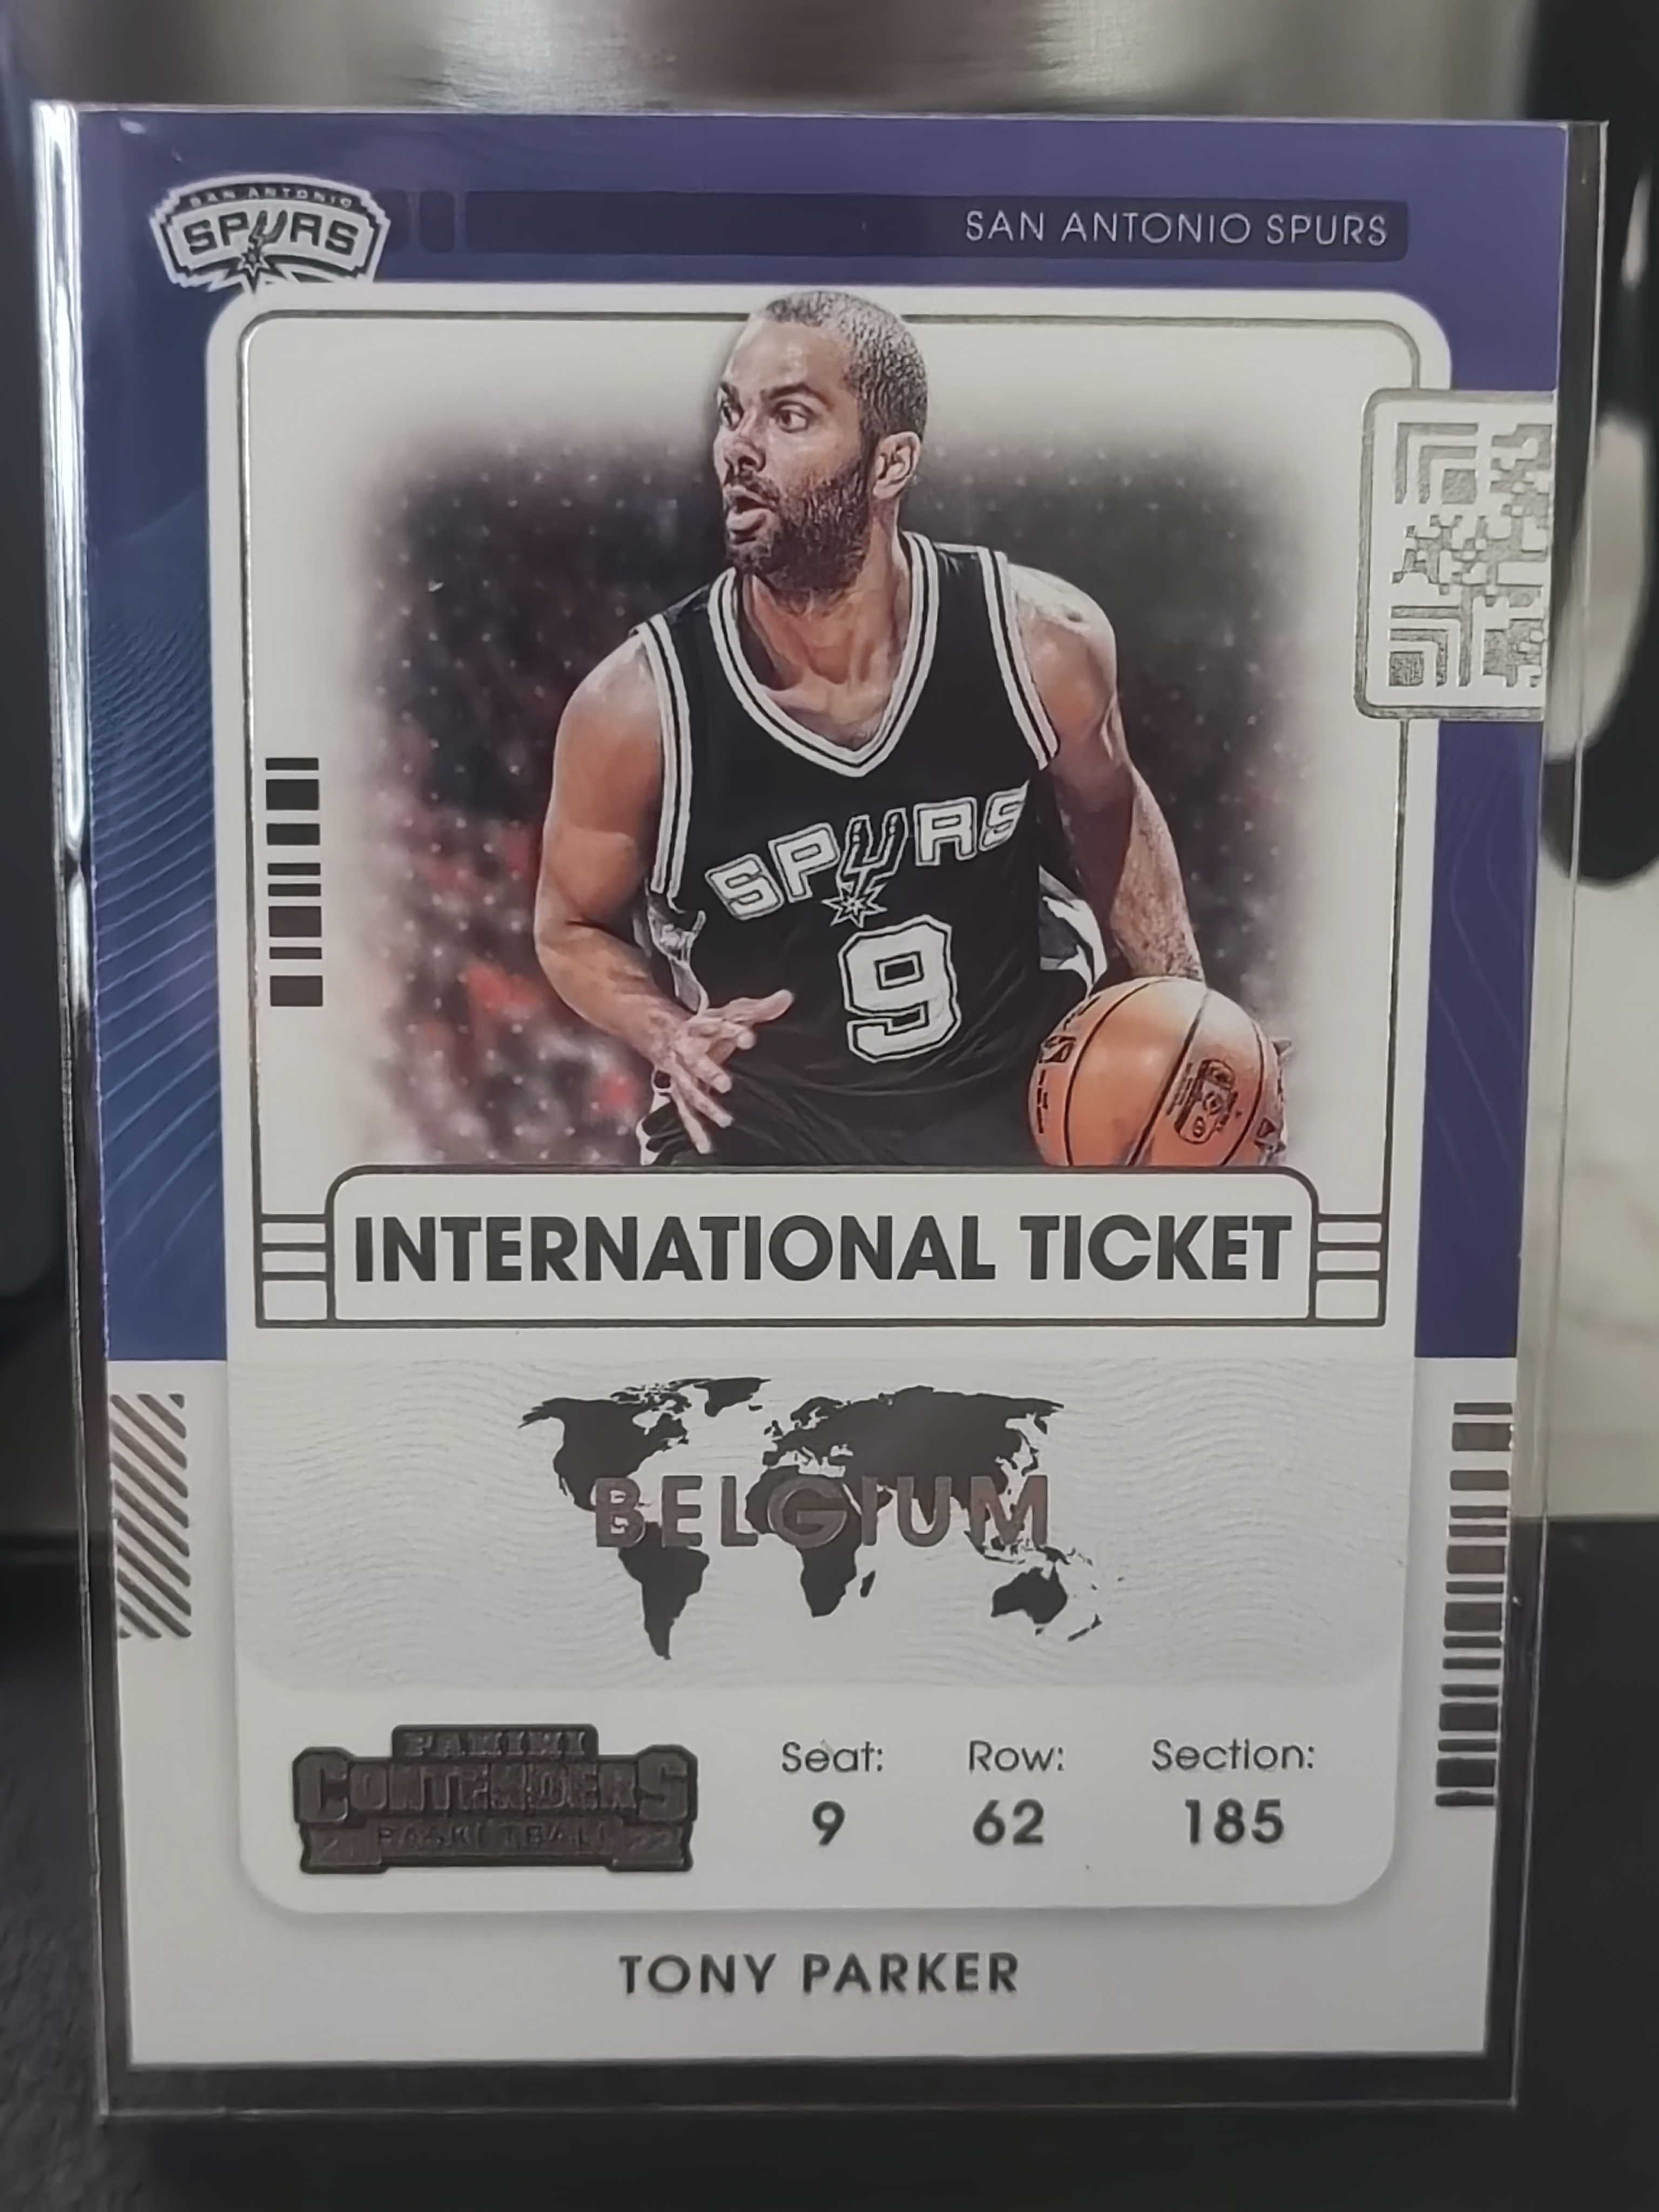 SAN ANTONIO
SPURS
SAN ANTONIO SPURS
SPURS
9
INTERNATIONAL TICKET
BELGIUM
PANINI
CONTENDERS
BASKETBALL
Seat: Row: Section:
9 62 185
TONY PARKER